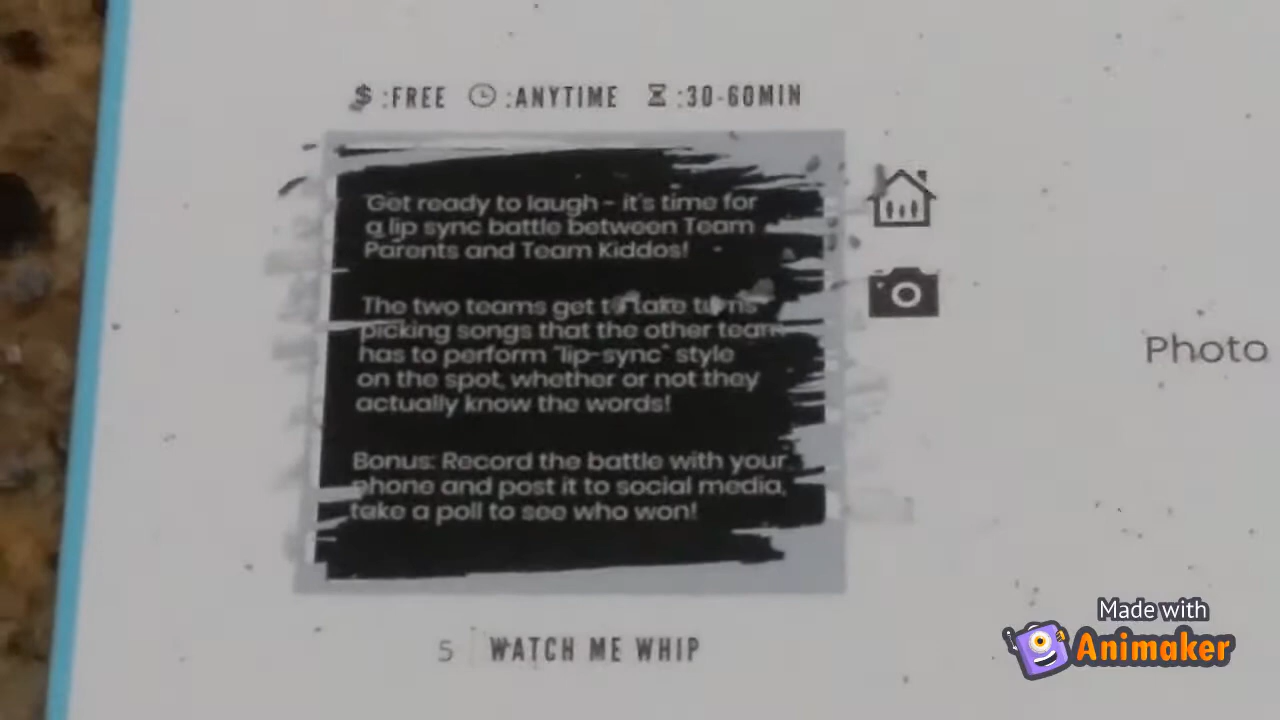 $ :FREE :ANYTIME :30-60MIN
Get ready to laugh - it's time for
a lip sync battle between Team
Parents and Team Kiddos!
The two teams get to take turns
picking songs that the other team
has to perform "lip-sync" style
on the spot, whether or not they
actually know the words!
Bonus: Record the battle with your
phone and post it to social media,
take a poll to see who won!
Photo
5 WATCH ME WHIP
Made with
Animaker